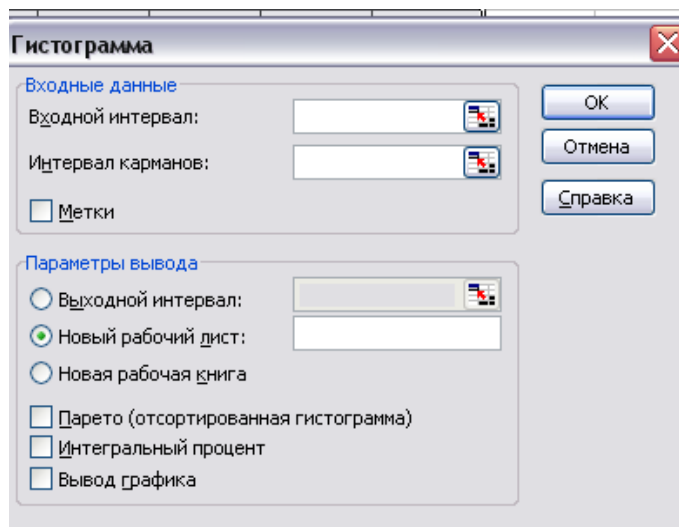 Гистограмма
Входные данные
Входной интервал:
Интервал карманов:
Метки
ОК
Отмена
Справка
Параметры вывода
Выходной интервал:
Новый рабочий лист:
Новая рабочая книга
Парето (отсортированная гистограмма)
Интегральный процент
Вывод графика